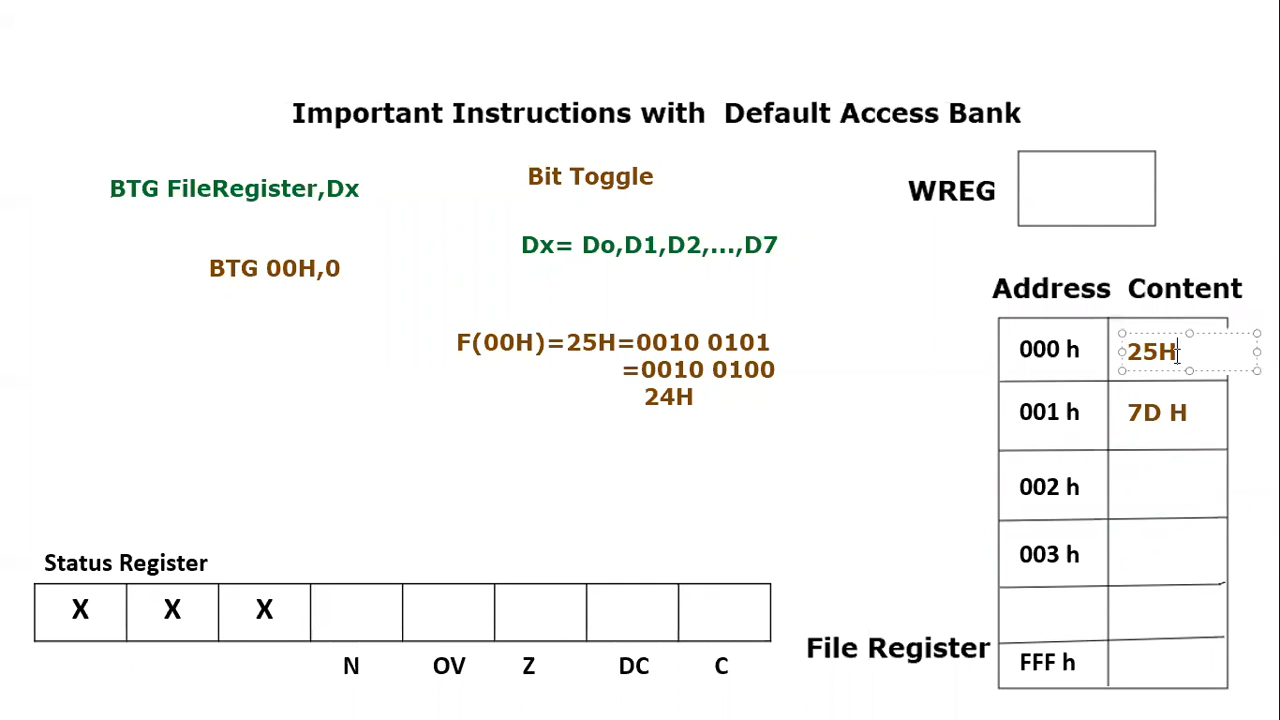 Important Instructions with Default Access Bank
BTG FileRegister,Dx
Bit Toggle
WREG
Dx= Do,D1,D2,...,D7
BTG 00H,0
Address Content
F(00H)=25H=0010 0101
=0010 0100
24H
000 h 25H
001 h 7D H
002 h
003 h
FFF h
File Register
Status Register
X X X
N OV Z DC C